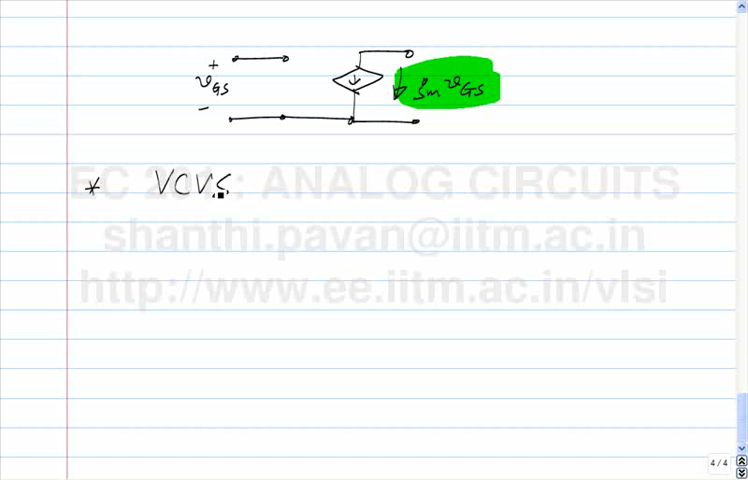 +
vGS
-
gm vGS
* VCVS
EC 201: ANALOG CIRCUITS
shanthi.pavan@iitm.ac.in
http://www.ee.iitm.ac.in/vlsi
4/4